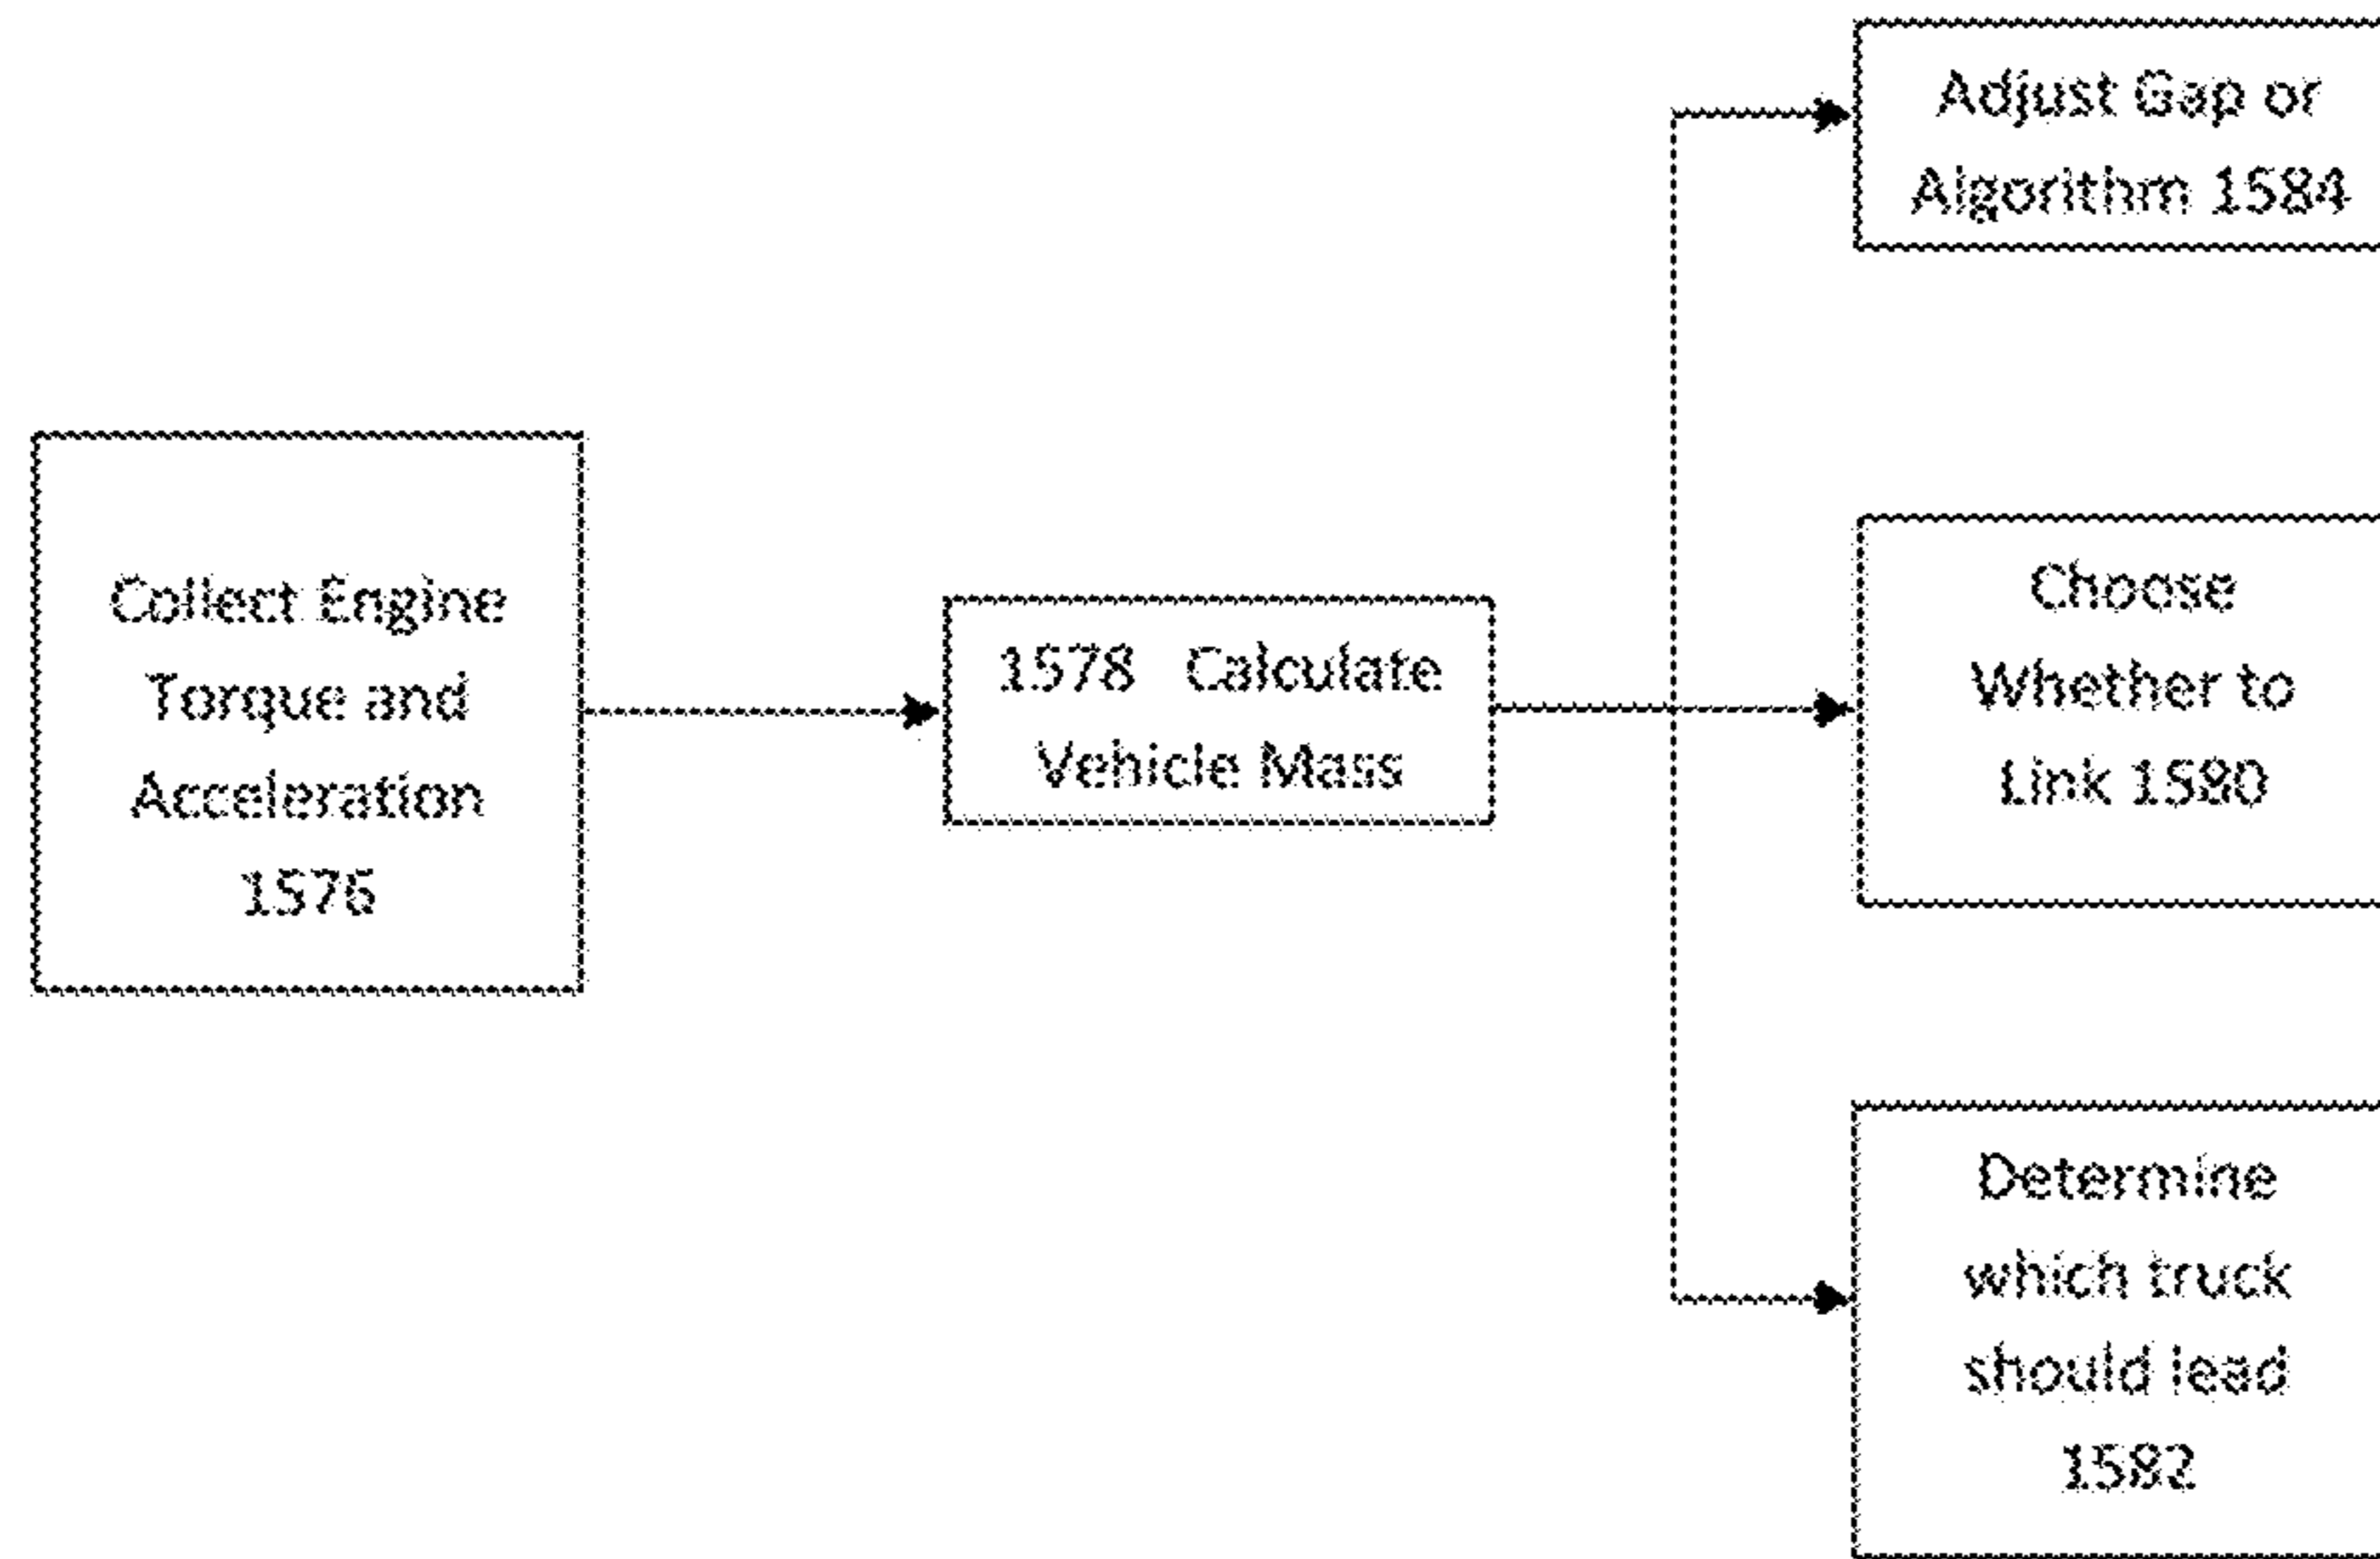 Collect Engine
Torque and
Acceleration
1576
1578 Calculate
Vehicle Mass
Adjust Gap or
Algorithm 1584
Choose
Whether to
Link 1580
Determine
which truck
should lead
1582